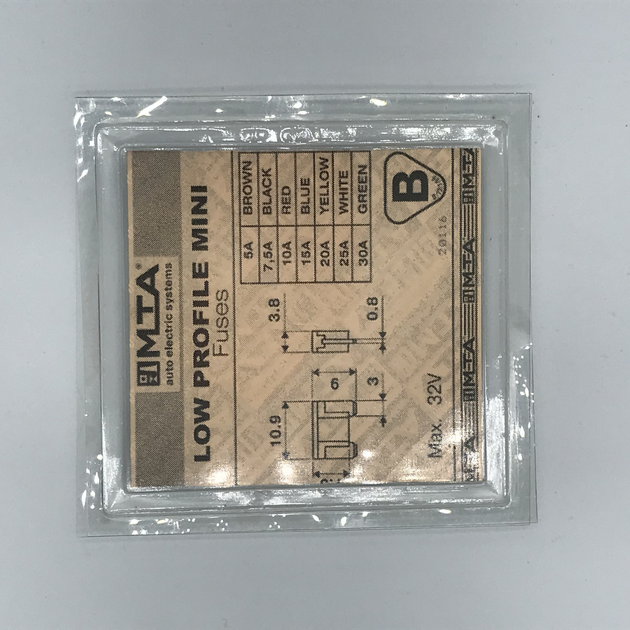 MTA®
auto electric systems
LOW PROFILE MINI
Fuses
5A BROWN
7,5A BLACK
10A RED
15A BLUE
20A YELLOW
25A WHITE
30A GREEN
3.8
0.8
10.9
6
3
B
20116
Max. 32V
MTA MTA MTA